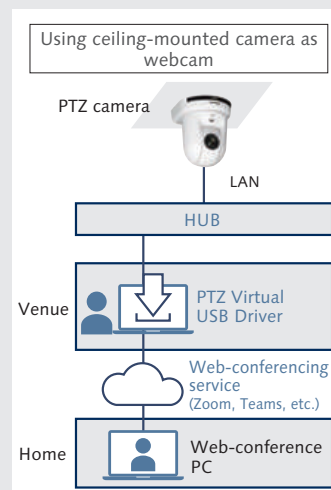 Using ceiling-mounted camera as
webcam
PTZ camera
LAN
HUB
Venue
PTZ Virtual
USB Driver
Web-conferencing
service
(Zoom, Teams, etc.)
Home
Web-conference
PC